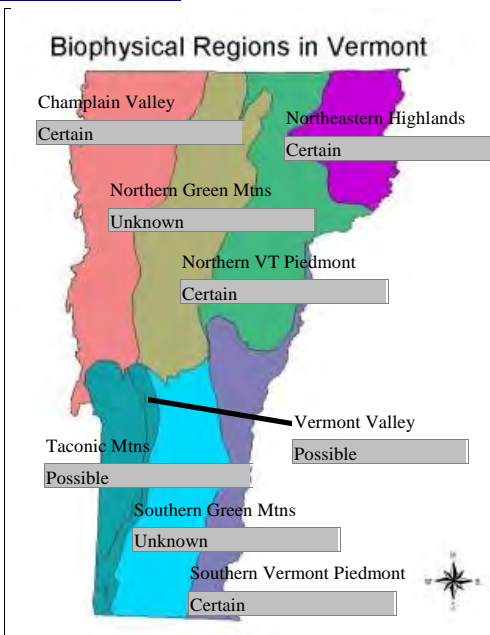 Biophysical Regions in Vermont
Champlain Valley
Certain
Northeastern Highlands
Certain
Northern Green Mtns
Unknown
Northern VT Piedmont
Certain
Vermont Valley
Possible
Taconic Mtns
Possible
Southern Green Mtns
Unknown
Southern Vermont Piedmont
Certain